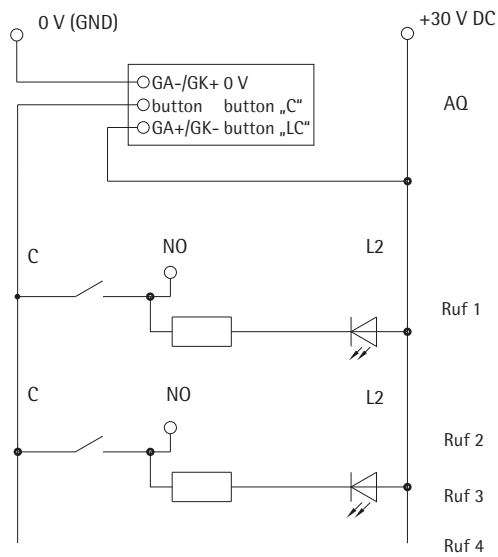 0 V (GND)
+30 V DC
GA-/GK+ 0 V
button button „C“
GA+/GK- button „LC“
AQ
C
NO
L2
Ruf 1
C
NO
L2
Ruf 2
Ruf 3
Ruf 4